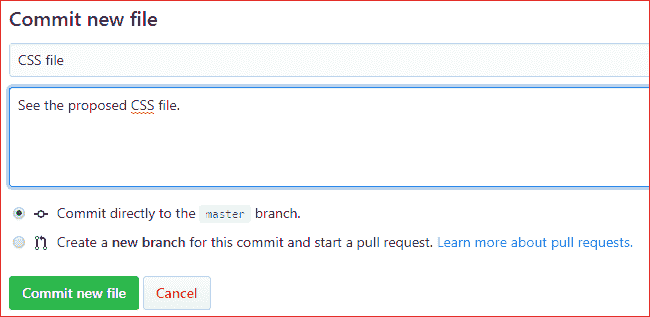 Commit new file
CSS file
See the proposed CSS file.
Commit directly to the master branch.
Create a new branch for this commit and start a pull request. Learn more about pull requests.
Commit new file Cancel